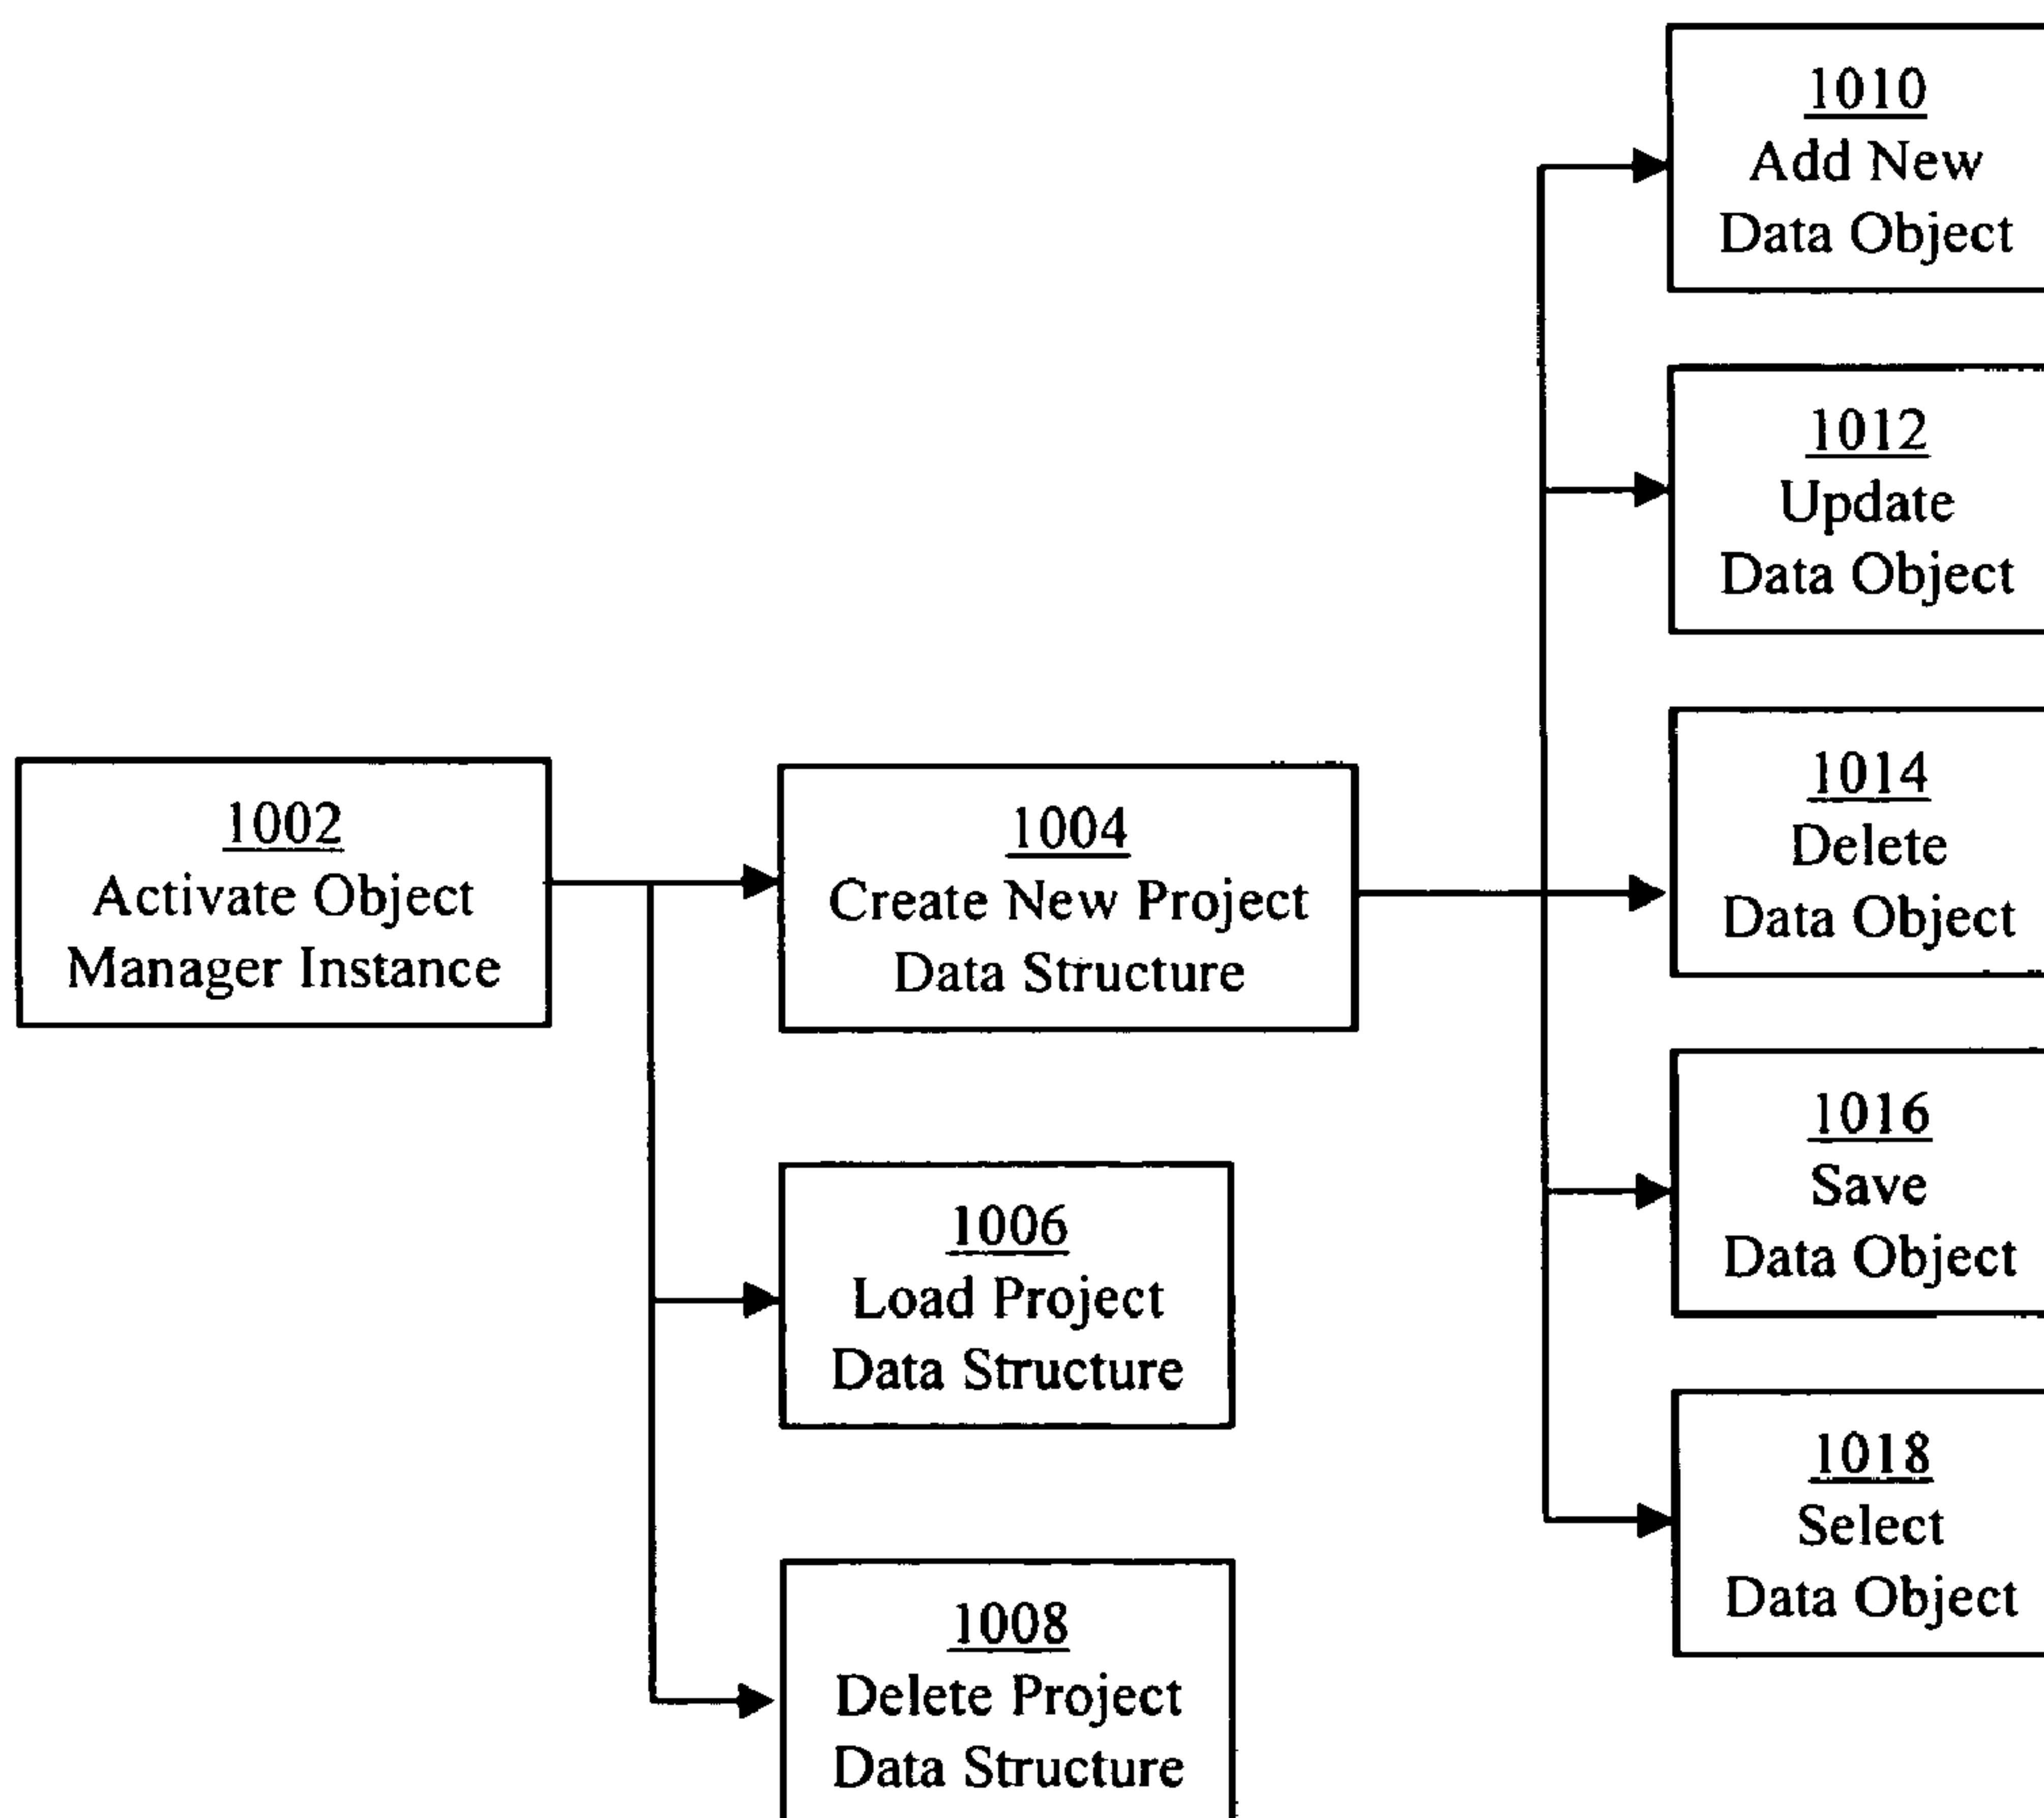 1002
Activate Object
Manager Instance
1004
Create New Project
Data Structure
1006
Load Project
Data Structure
1008
Delete Project
Data Structure
1010
Add New
Data Object
1012
Update
Data Object
1014
Delete
Data Object
1016
Save
Data Object
1018
Select
Data Object